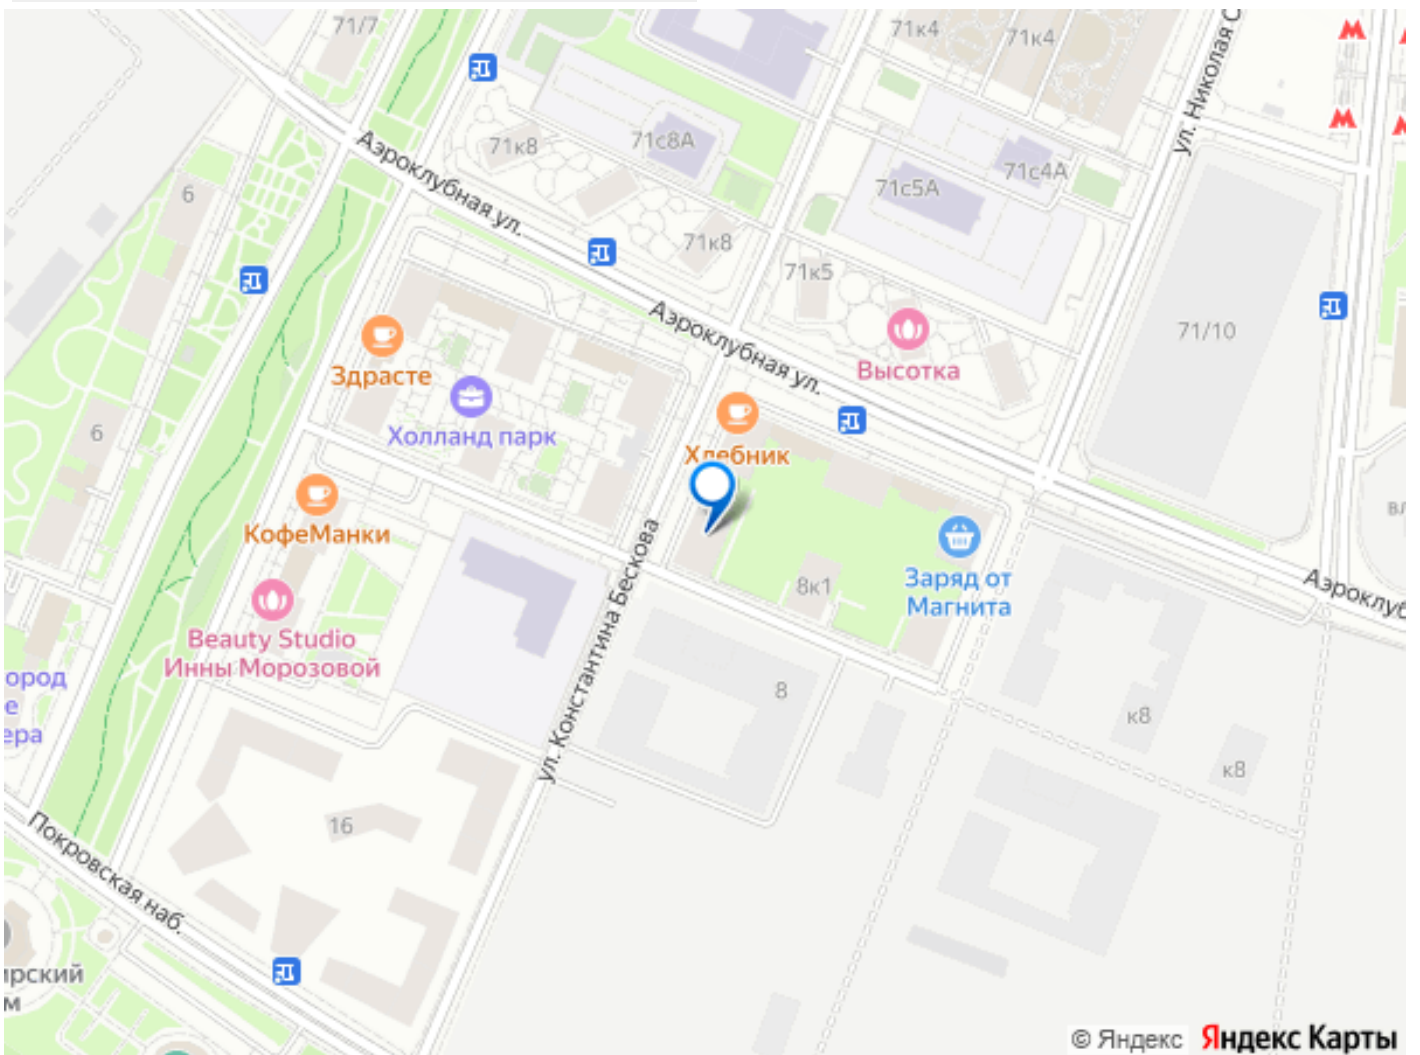 71/7
71к4
71к4
ул. Николая С
71к8
71с8А
71с4А
71с5А
Аэроклубная ул.
6
71к8
71к5
Аэроклубная ул.
71/10
Высотка
Здрасте
Холланд парк
Хлебник
6
КофеМанки
ул. Константина Бескова
8к1
Заряд от
Магнита
Аэроклуб
Beauty Studio
Инны Морозовой
ород
е
ера
8
к8
к8
16
Покровская наб.
ирский
м
© Яндекс
Яндекс Карты